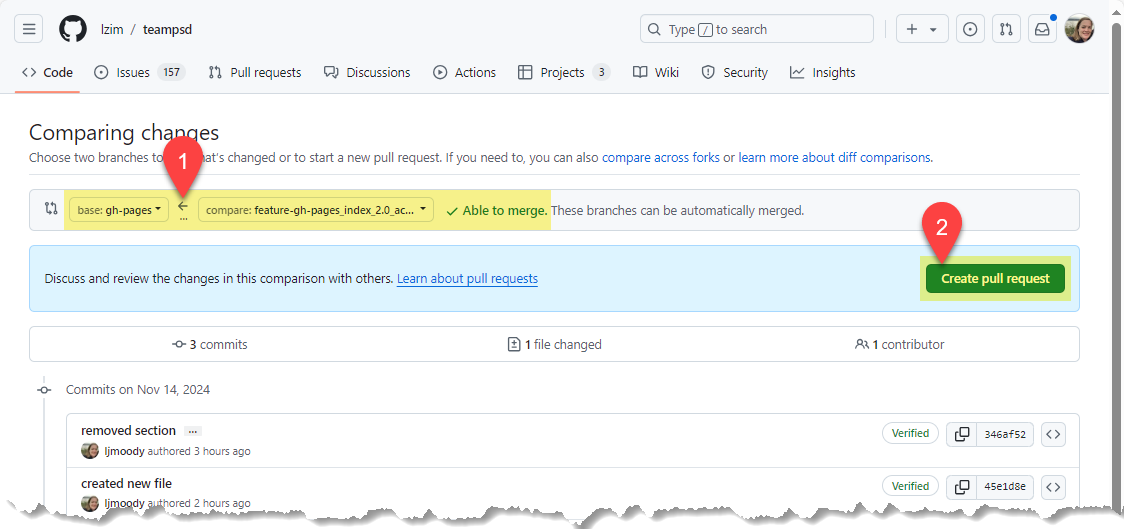 lzim / teampsd
Type / to search
Code Issues 157 Pull requests Discussions Actions Projects 3 Wiki Security Insights
Comparing changes
1
Choose two branches to hat's changed or to start a new pull request. If you need to, you can also compare across forks or learn more about diff comparisons.
base: gh-pages compare: feature-gh-pages_index_2.0_ac... Able to merge. These branches can be automatically merged.
2
Discuss and review the changes in this comparison with others. Learn about pull requests
Create pull request
3 commits 1 file changed 1 contributor
Commits on Nov 14, 2024
removed section ...
ljmoody authored 3 hours ago
Verified 346af52
created new file
ljmoody authored 2 hours ago
Verified 45e1d8e